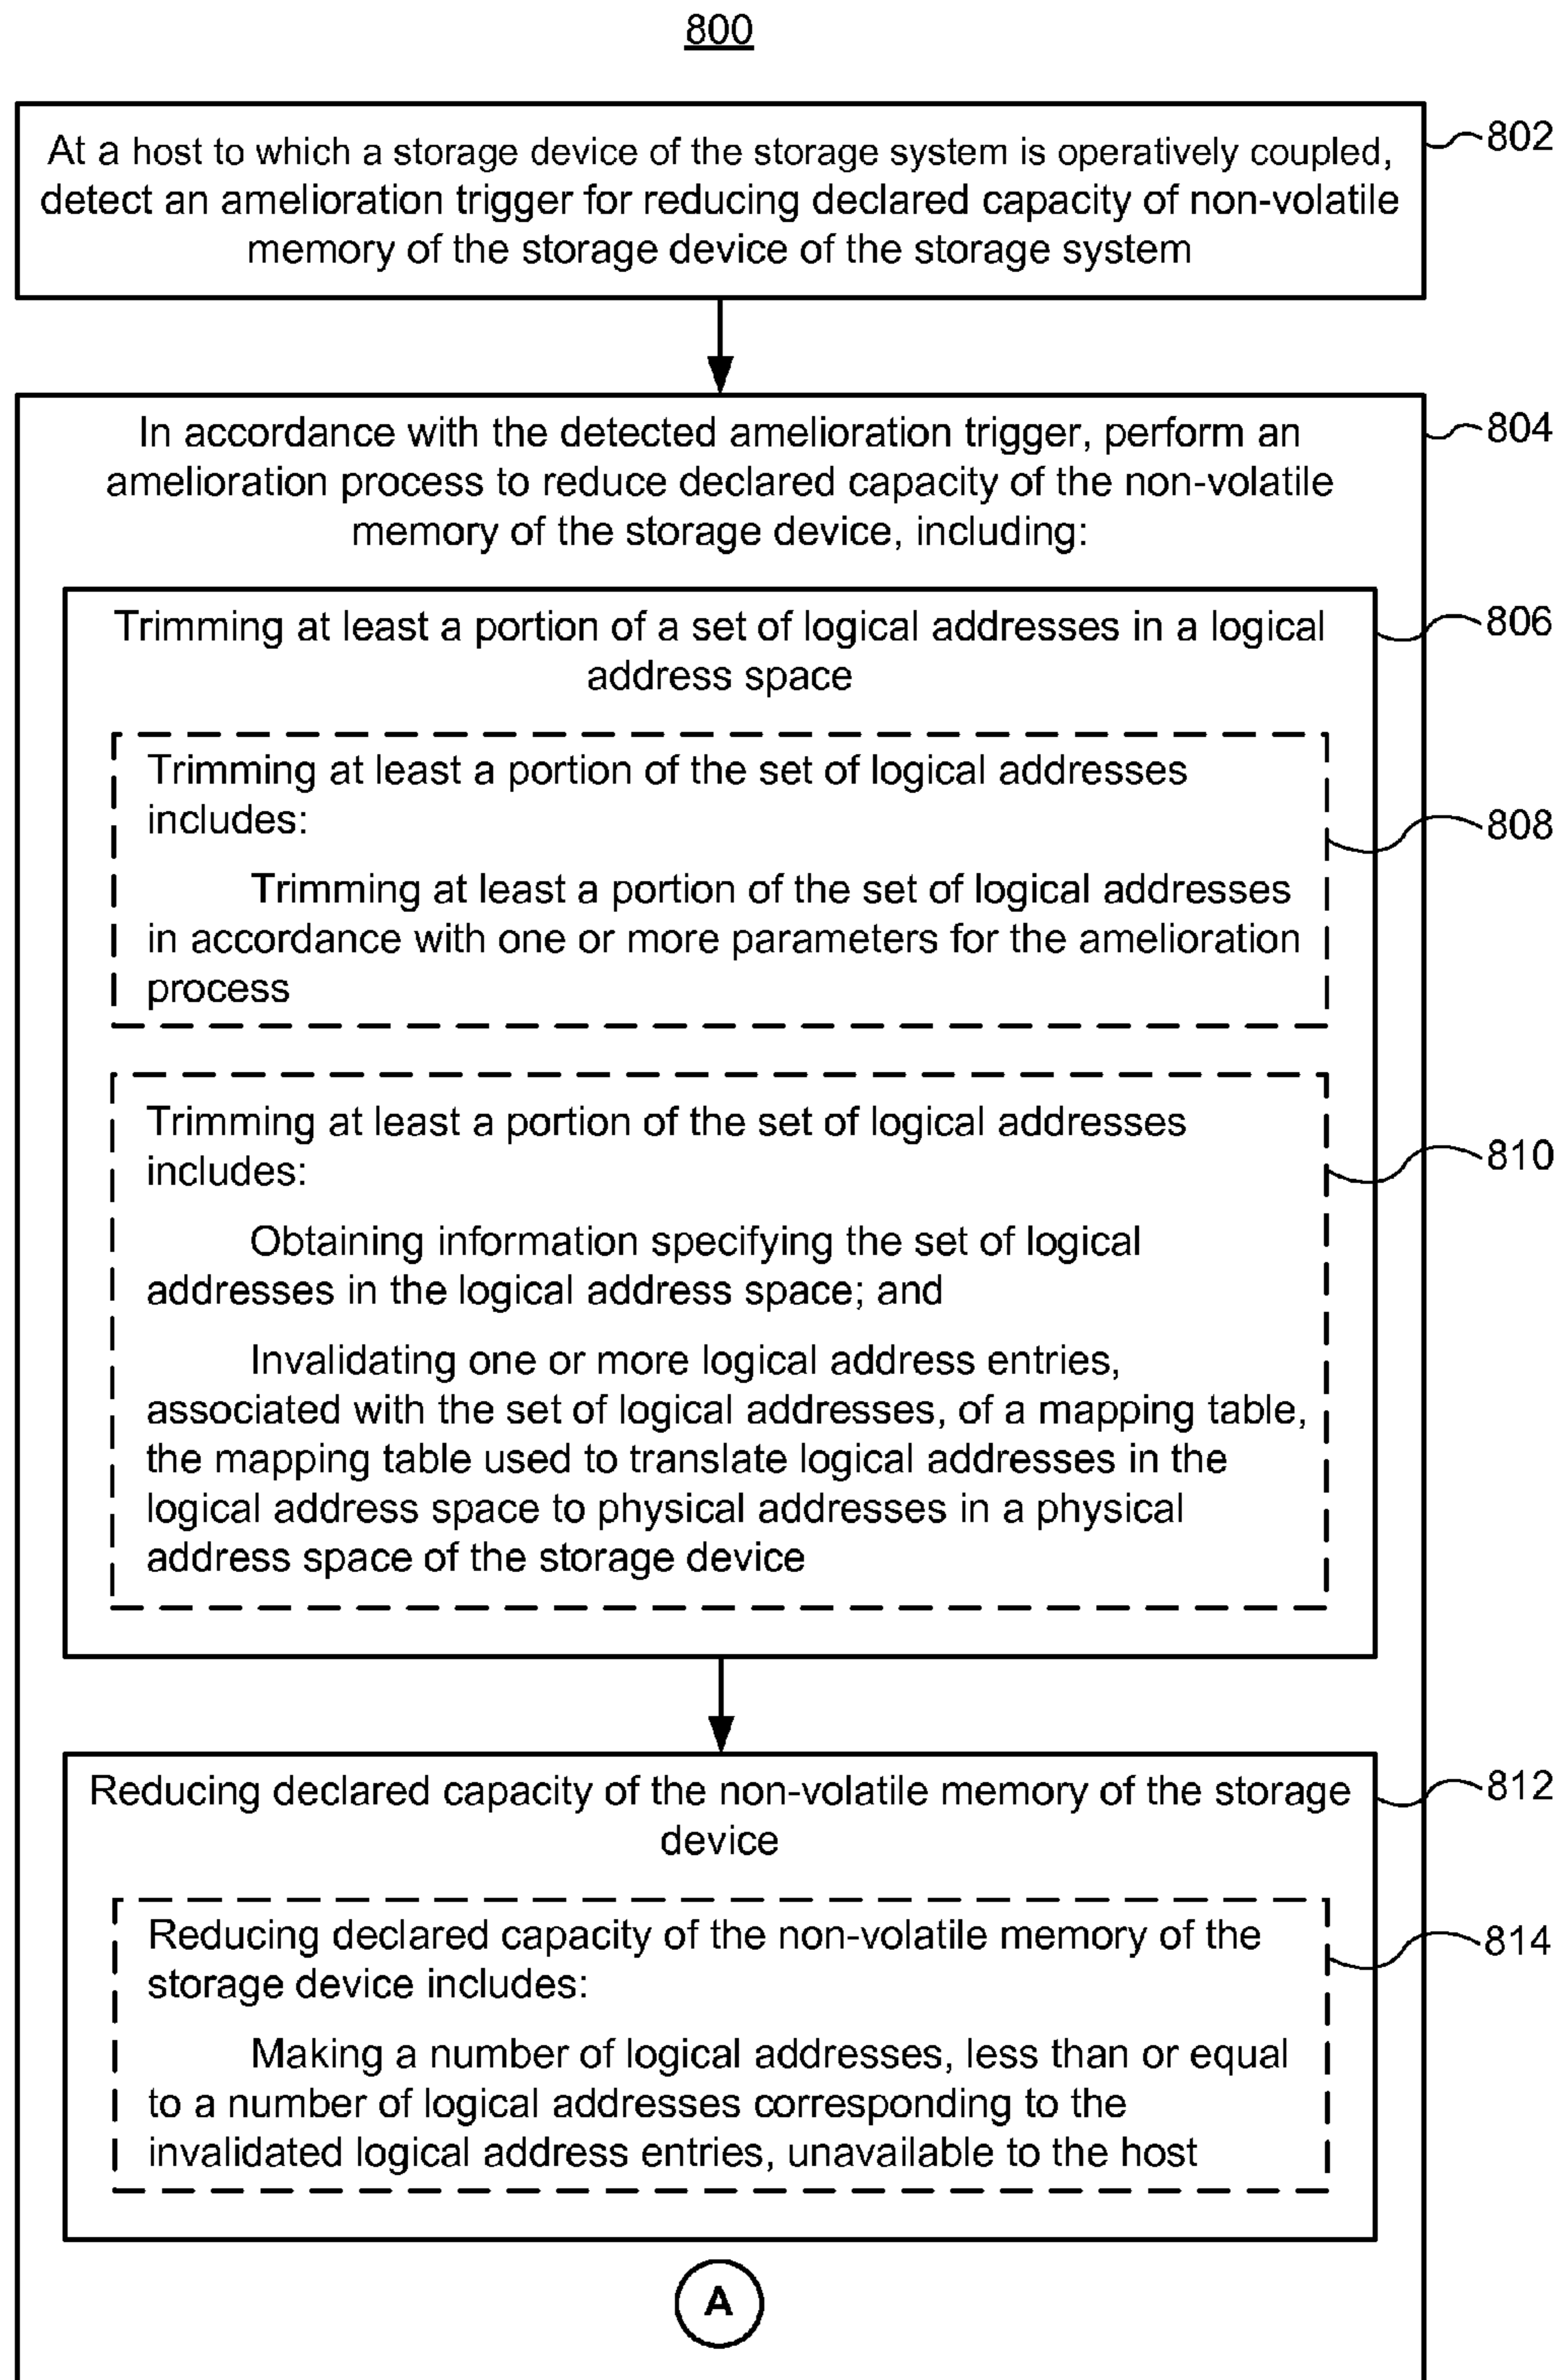 800
At a host to which a storage device of the storage system is operatively coupled,
detect an amelioration trigger for reducing declared capacity of non-volatile
memory of the storage device of the storage system
802
In accordance with the detected amelioration trigger, perform an
amelioration process to reduce declared capacity of the non-volatile
memory of the storage device, including:
804
Trimming at least a portion of a set of logical addresses in a logical
address space
806
Trimming at least a portion of the set of logical addresses
includes:
Trimming at least a portion of the set of logical addresses
in accordance with one or more parameters for the amelioration
process
808
Trimming at least a portion of the set of logical addresses
includes:
Obtaining information specifying the set of logical
addresses in the logical address space; and
Invalidating one or more logical address entries,
associated with the set of logical addresses, of a mapping table,
the mapping table used to translate logical addresses in the
logical address space to physical addresses in a physical
address space of the storage device
810
Reducing declared capacity of the non-volatile memory of the storage
device
812
Reducing declared capacity of the non-volatile memory of the
storage device includes:
Making a number of logical addresses, less than or equal
to a number of logical addresses corresponding to the
invalidated logical address entries, unavailable to the host
814
A